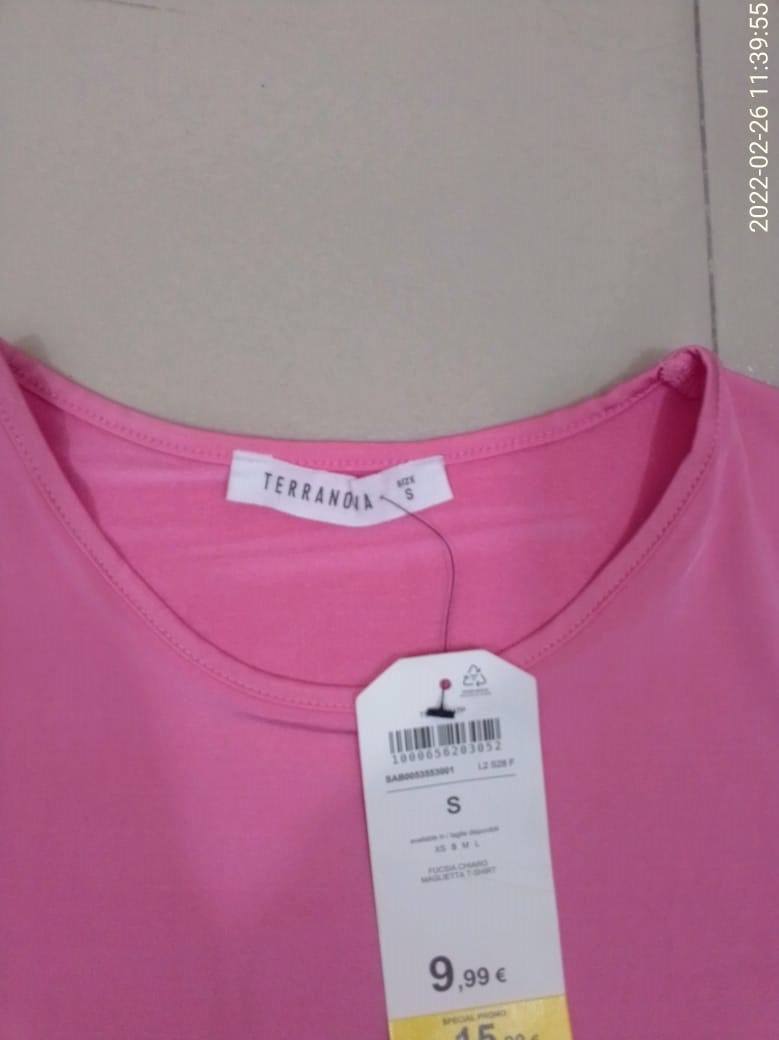 2022-02-26 11:39:55
TERRANOVA
SIZE
S
1000656203052
SAB0053553001 L2 S28 F
S
available in / taglie disponibili
XS S M L
FUCSIA CHIARO
MAGLIETTA T-SHIRT
9,99 €
SPECIAL PROMO